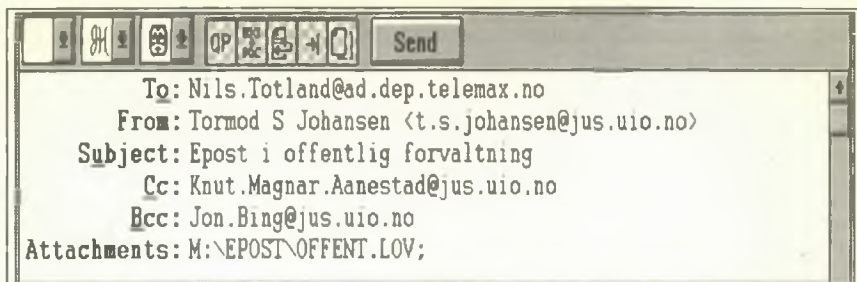 QP Send
To: Nils.Totland@ad.dep.telemax.no
From: Tormod S Johansen <t.s.johansen@jus.uio.no>
Subject: Epost i offentlig forvaltning
Cc: Knut.Magnar.Aanestad@jus.uio.no
Bcc: Jon.Bing@jus.uio.no
Attachments: M:\EPOST\OFFENT.LOV;